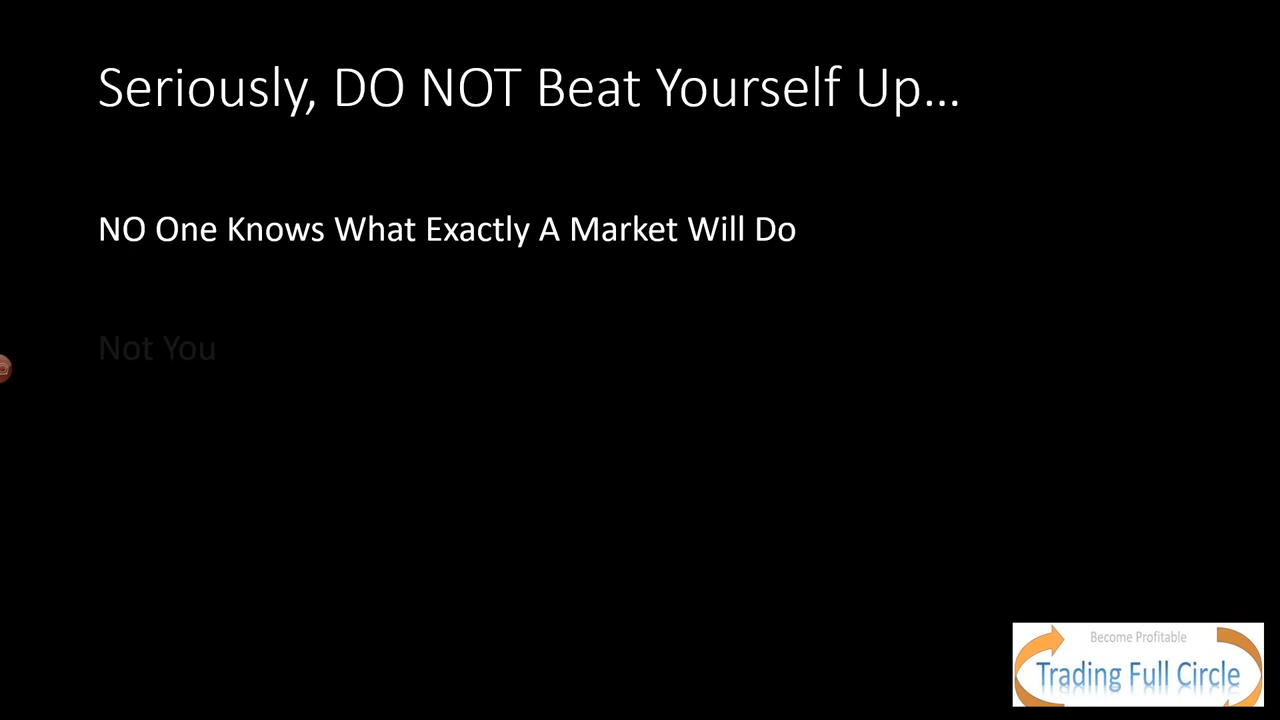 Seriously, DO NOT Beat Yourself Up...
NO One Knows What Exactly A Market Will Do
Not You
Become Profitable
Trading Full Circle